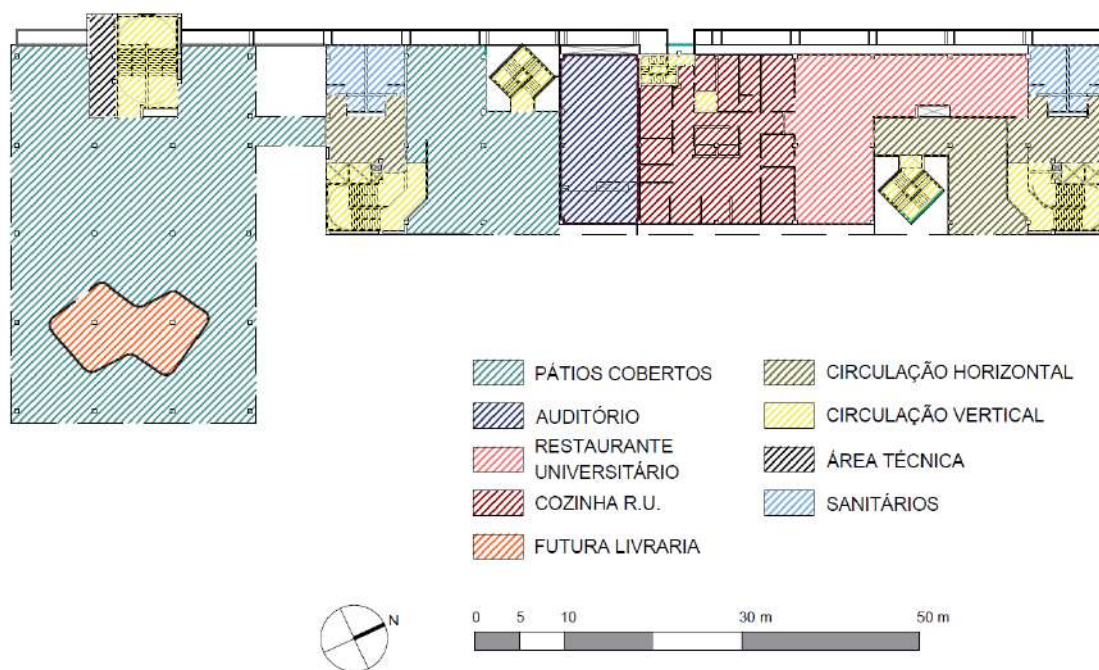 PÁTIOS COBERTOS
AUDITÓRIO
RESTAURANTE
UNIVERSITÁRIO
COZINHA R.U.
FUTURA LIVRARIA
CIRCULAÇÃO HORIZONTAL
CIRCULAÇÃO VERTICAL
ÁREA TÉCNICA
SANITÁRIOS
N
0 5 10 30 m 50 m